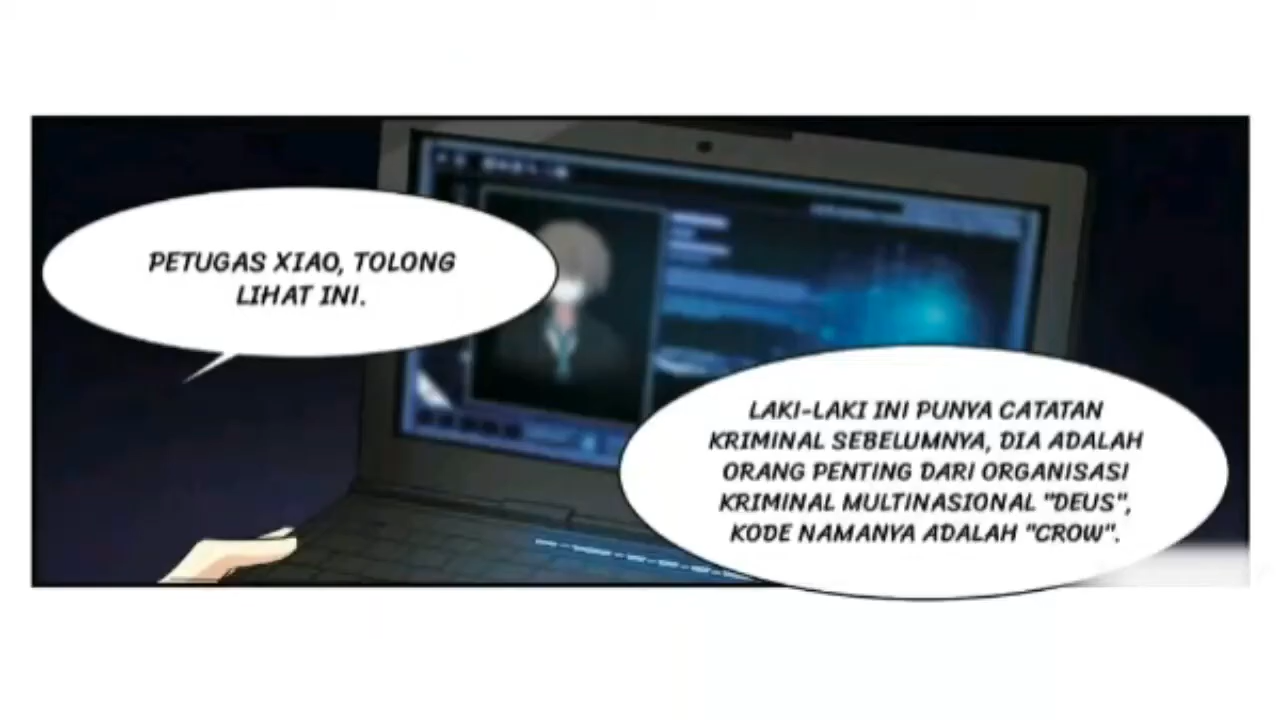 PETUGAS XIAO, TOLONG
LIHAT INI.
LAKI-LAKI INI PUNYA CATATAN
KRIMINAL SEBELUMNYA, DIA ADALAH
ORANG PENTING DARI ORGANISASI
KRIMINAL MULTINASIONAL "DEUS",
KODE NAMANYA ADALAH "CROW".